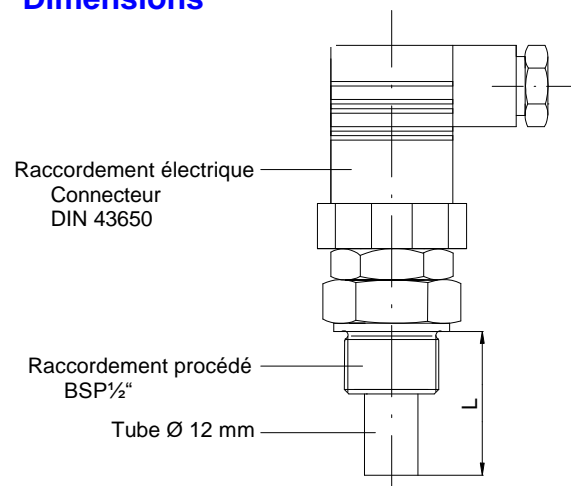 Dimensions
Raccordement électrique
Connecteur
DIN 43650
Raccordement procédé
BSP½“
Tube Ø 12 mm
L